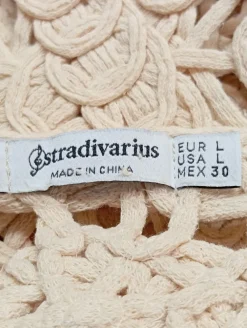 stradivarius
MADE IN CHINA
EUR L
USA L
MEX 30